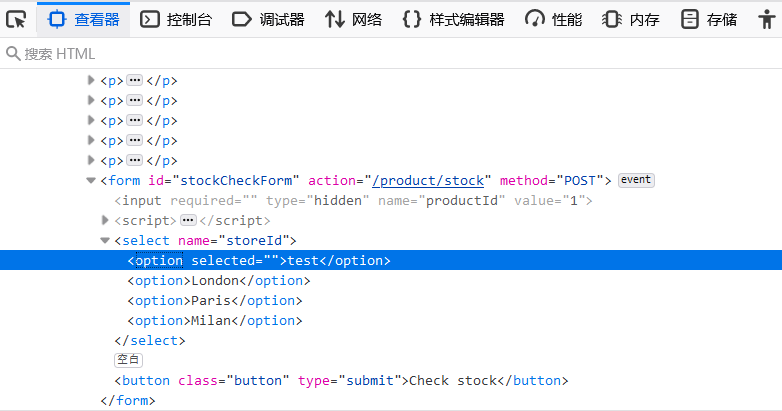 查看器 控制台 调试器 网络 {} 样式编辑器 性能 内存 存储
搜索 HTML
<p>…</p>
<p>…</p>
<p>…</p>
<p>…</p>
<p>…</p>
<form id="stockCheckForm" action="/product/stock" method="POST"> event
<input required="" type="hidden" name="productId" value="1">
<script>…</script>
<select name="storeId">
<option selected="">test</option>
<option>London</option>
<option>Paris</option>
<option>Milan</option>
</select>
空白
<button class="button" type="submit">Check stock</button>
</form>